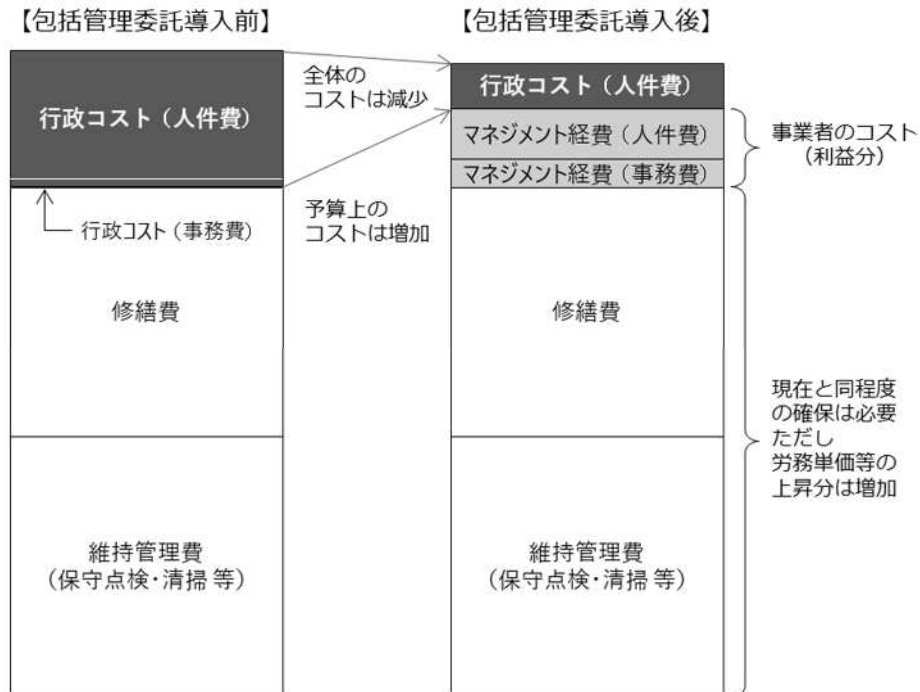 【包括管理委託導入前】
【包括管理委託導入後】
行政コスト（人件費）
行政コスト（事務費）
修繕費
維持管理費
（保守点検・清掃 等）
全体の
コストは減少
予算上の
コストは増加
行政コスト（人件費）
マネジメント経費（人件費）
マネジメント経費（事務費）
修繕費
維持管理費
（保守点検・清掃 等）
事業者のコスト
（利益分）
現在と同程度
の確保は必要
ただし
労務単価等の
上昇分は増加